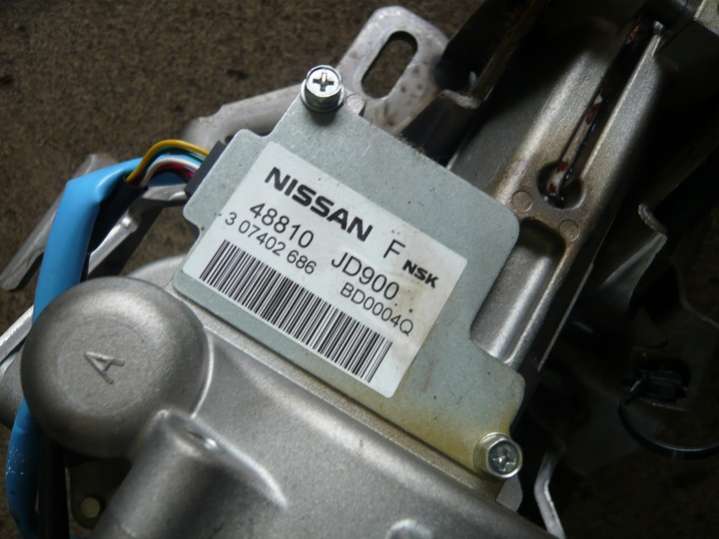 NISSAN F
48810 JD900 NSK
3 07402 686 BD0004Q
A